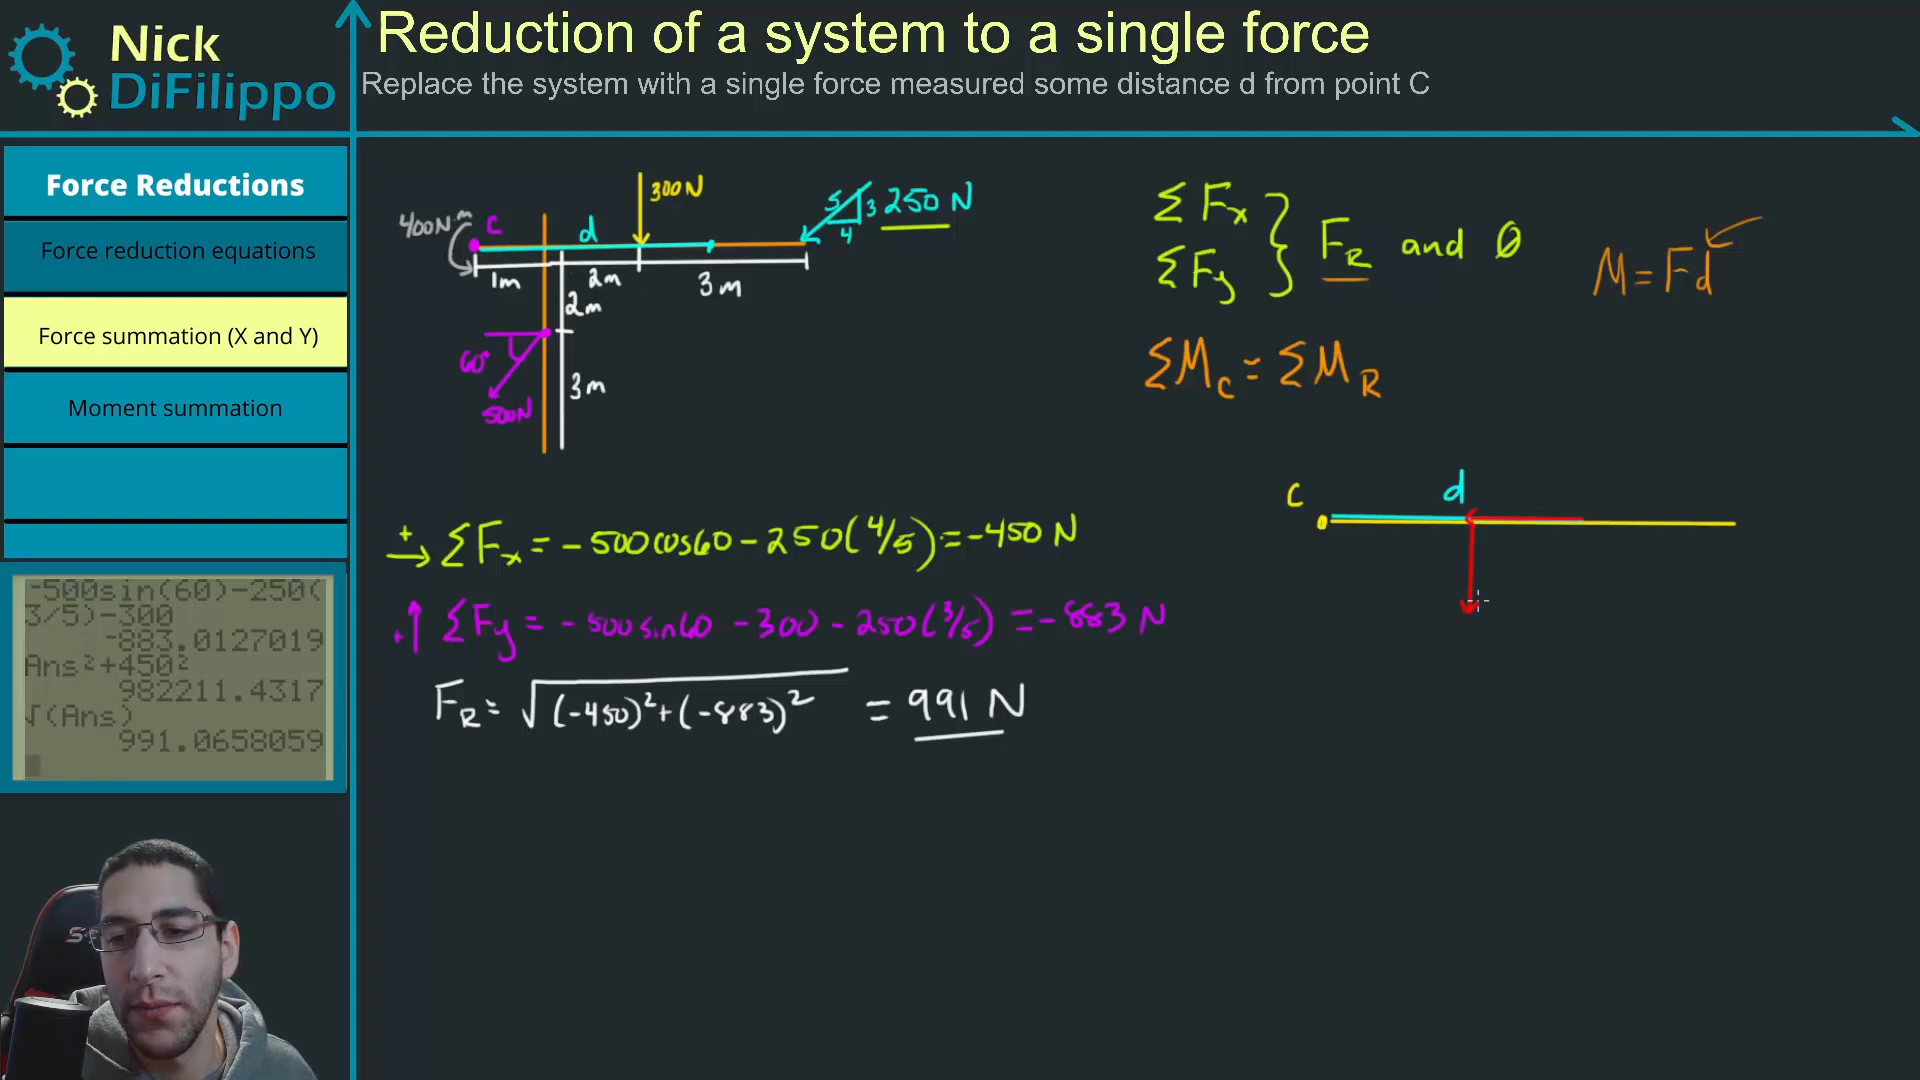 Nick
DiFilippo
Reduction of a system to a single force
Replace the system with a single force measured some distance d from point C
Force Reductions
Force reduction equations
Force summation (X and Y)
Moment summation
-500sin(60)-250(
3/5)-300
-883.0127019
Ans²+450²
982211.4317
√(Ans)
991.0658059
400N m
C
d
300N
5
3
4
250 N
1m
2m
3m
2m
60
500N
3m
ΣFx
ΣFy
FR and θ
M=Fd
ΣMC=ΣMR
C
d
+
→ΣFx=-500cos60-250(4/5)=-450 N
+↑ΣFy=-500sin60-300-250(3/5)=-883 N
FR=√(-450)²+(-883)² = 991 N